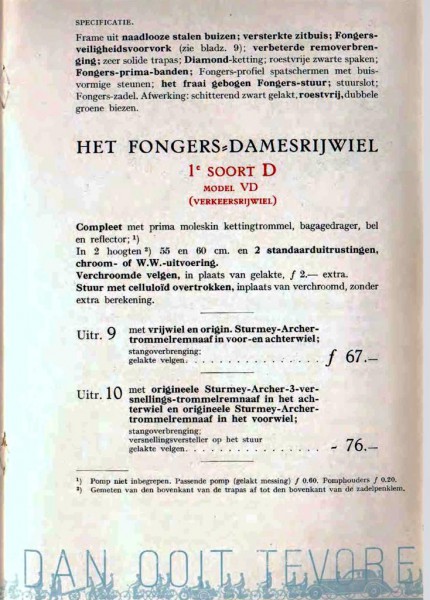 SPECIFICATIE.
Frame uit naadlooze stalen buizen; versterkte zitbuis; Fongers-
veiligheidsvoorvork (zie bladz. 9); verbeterde removerbren-
ging; zeer solide trapas; Diamond-ketting; roestvrije zwarte spaken;
Fongers-prima-banden; Fongers-profiel spatschermen met buis-
vormige steunen; het fraai gebogen Fongers-stuur; stuurslot;
Fongers-zadel. Afwerking: schitterend zwart gelakt, roestvrij, dubbele
groene biezen.
HET FONGERS=DAMESRIJWIEL
1e SOORT D
MODEL VD
(VERKEERSRIJWIEL)
Compleet met prima moleskin kettingtrommel, bagagedrager, bel
en reflector; ¹)
In 2 hoogten ²) 55 en 60 cm. en 2 standaarduitrustingen,
chroom- of W.W.-uitvoering.
Verchroomde velgen, in plaats van gelakte, f 2.— extra.
Stuur met celluloïd overtrokken, inplaats van verchroomd, zonder
extra berekening.
Uitr. 9 met vrijwiel en origin. Sturmey-Archer-
trommelremnaaf in voor-en achterwiel;
stangoverbrenging;
gelakte velgen. . . . . . . . . . . . . . f 67.—
Uitr. 10 met origineele Sturmey-Archer-3-ver-
snellings-trommelremnaaf in het ach-
terwiel en origineele Sturmey-Archer-
trommelremnaaf in het voorwiel;
stangoverbrenging;
versnellingsversteller op het stuur
gelakte velgen. . . . . . . . . . . . . . - 76.—
¹) Pomp niet inbegrepen. Passende pomp (gelakt messing) f 0.60. Pomphouders f 0.20.
²) Gemeten van den bovenkant van de trapas af tot den bovenkant van de zadelpenklem.
DAN OOIT TEVORE